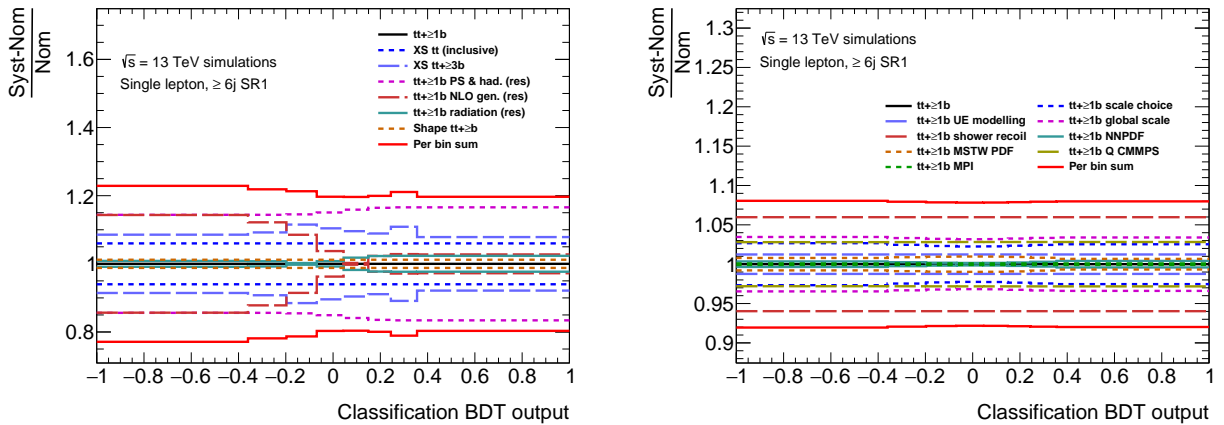 Syst-Nom
Nom
1.6
1.4
1.2
1
0.8
√s = 13 TeV simulations
Single lepton, ≥ 6j SR1
tt+≥1b
XS tt (inclusive)
XS tt+≥3b
tt+≥1b PS & had. (res)
tt+≥1b NLO gen. (res)
tt+≥1b radiation (res)
Shape tt+≥b
Per bin sum
−1 −0.8 −0.6 −0.4 −0.2 0 0.2 0.4 0.6 0.8 1
Classification BDT output
Syst-Nom
Nom
1.3
1.25
1.2
1.15
1.1
1.05
1
0.95
0.9
√s = 13 TeV simulations
Single lepton, ≥ 6j SR1
tt+≥1b
tt+≥1b scale choice
tt+≥1b UE modelling
tt+≥1b global scale
tt+≥1b shower recoil
tt+≥1b NNPDF
tt+≥1b MSTW PDF
tt+≥1b Q CMMPS
tt+≥1b MPI
Per bin sum
−1 −0.8 −0.6 −0.4 −0.2 0 0.2 0.4 0.6 0.8 1
Classification BDT output